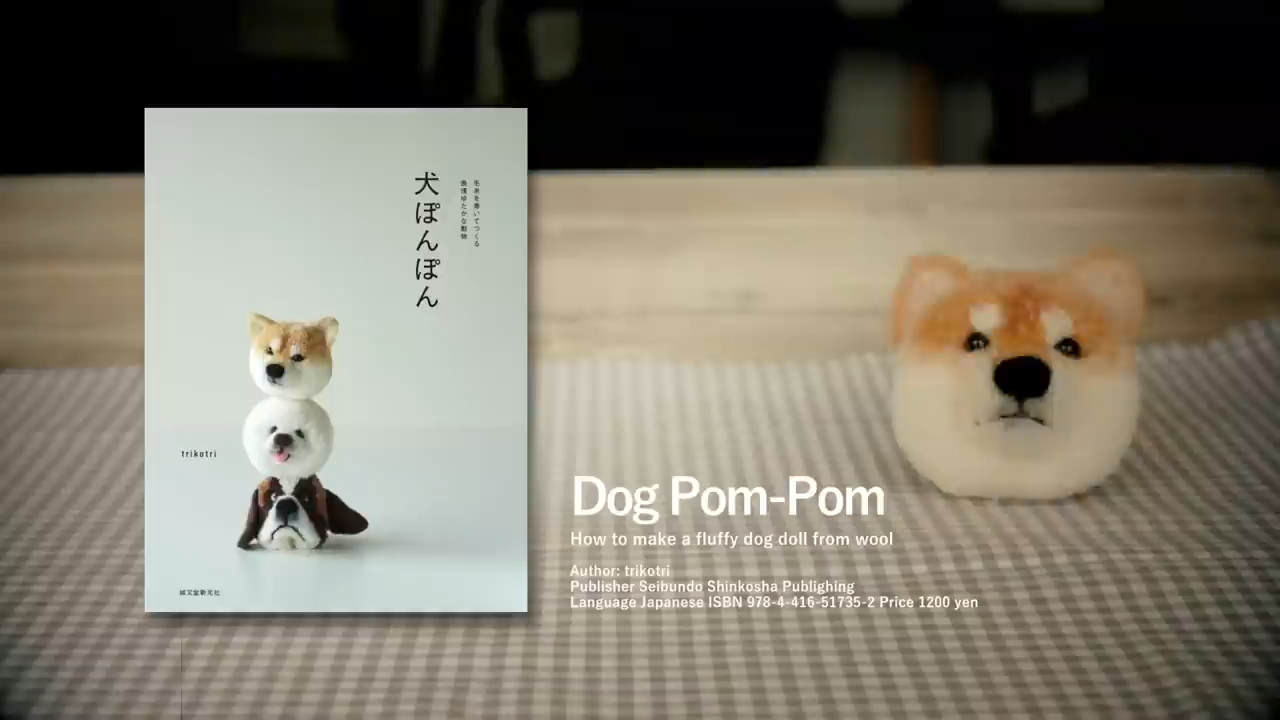 犬ぽんぽん
毛糸を巻いてつくる
表情ゆたかな動物
trikotri
誠文堂新光社
Dog Pom-Pom
How to make a fluffy dog doll from wool
Author: trikotri
Publisher Seibundo Shinkosha Publighing
Language Japanese ISBN 978-4-416-51735-2 Price 1200 yen